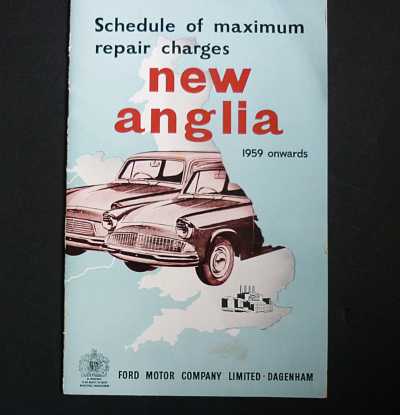 Schedule of maximum
repair charges
new
anglia
1959 onwards
FORD MOTOR COMPANY LIMITED · DAGENHAM